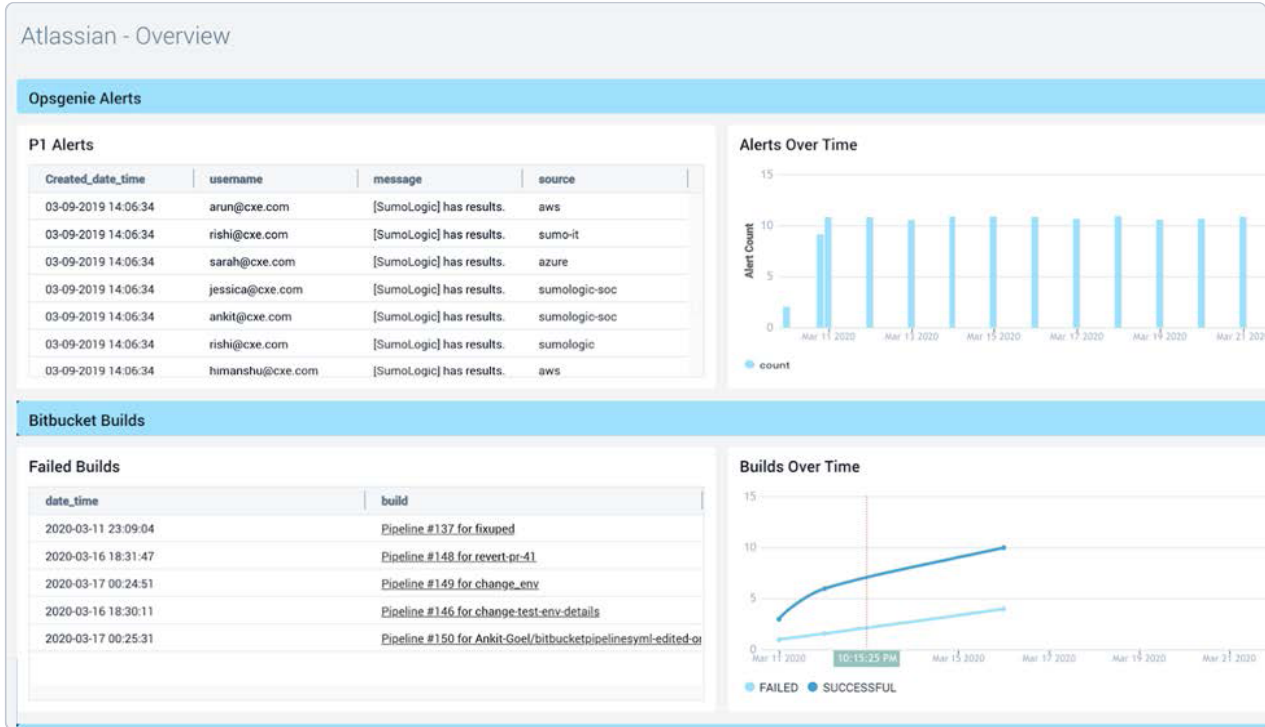 Atlassian - Overview
Opsgenie Alerts
P1 Alerts
Created_date_time username message source
03-09-2019 14:06:34 arun@cxe.com [SumoLogic] has results. aws
03-09-2019 14:06:34 rishi@cxe.com [SumoLogic] has results. sumo-it
03-09-2019 14:06:34 sarah@cxe.com [SumoLogic] has results. azure
03-09-2019 14:06:34 jessica@cxe.com [SumoLogic] has results. sumologic-soc
03-09-2019 14:06:34 ankit@cxe.com [SumoLogic] has results. sumologic-soc
03-09-2019 14:06:34 rishi@cxe.com [SumoLogic] has results. sumologic
03-09-2019 14:06:34 himanshu@cxe.com [SumoLogic] has results. aws
Alerts Over Time
15
10
5
0
Alert Count
Mar 11 2020 Mar 13 2020 Mar 15 2020 Mar 17 2020 Mar 19 2020 Mar 21 202
count
Bitbucket Builds
Failed Builds
date_time build
2020-03-11 23:09:04 Pipeline #137 for fixuped
2020-03-16 18:31:47 Pipeline #148 for revert-pr-41
2020-03-17 00:24:51 Pipeline #149 for change_env
2020-03-16 18:30:11 Pipeline #146 for change-test-env-details
2020-03-17 00:25:31 Pipeline #150 for Ankit-Goel/bitbucketpipelinesyml-edited-or
Builds Over Time
15
10
5
0
Mar 11 2020 10:15:25 PM Mar 15 2020 Mar 17 2020 Mar 19 2020 Mar 21 2020
FAILED SUCCESSFUL